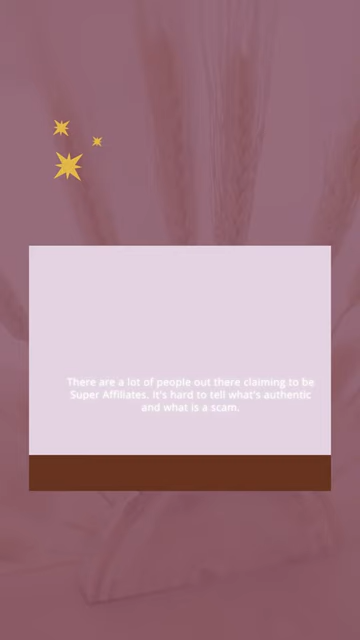 There are a lot of people out there claiming to be
Super Affiliates. It's hard to tell what's authentic
and what is a scam.